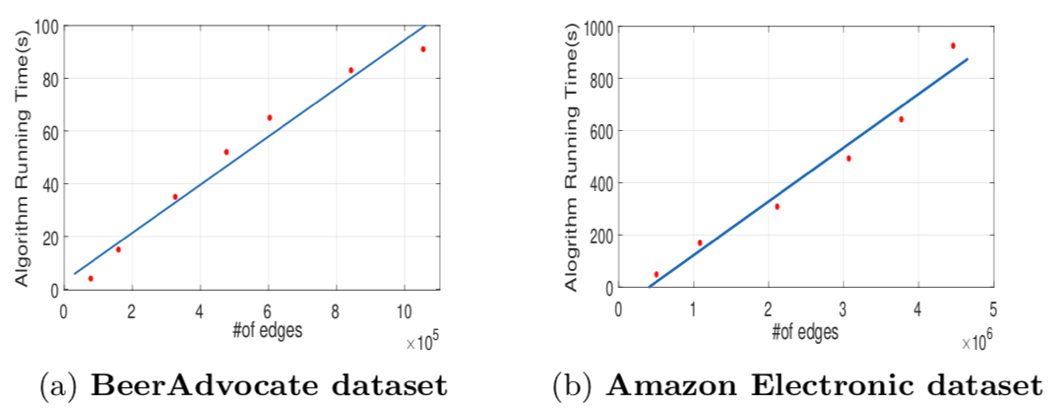 Algorithm Running Time(s)
100
80
60
40
20
0
0 2 4 6 8 10
#of edges
×10^5
(a) BeerAdvocate dataset
Alogrithm Running Time(s)
1000
800
600
400
200
0
0 1 2 3 4 5
#of edges
×10^6
(b) Amazon Electronic dataset